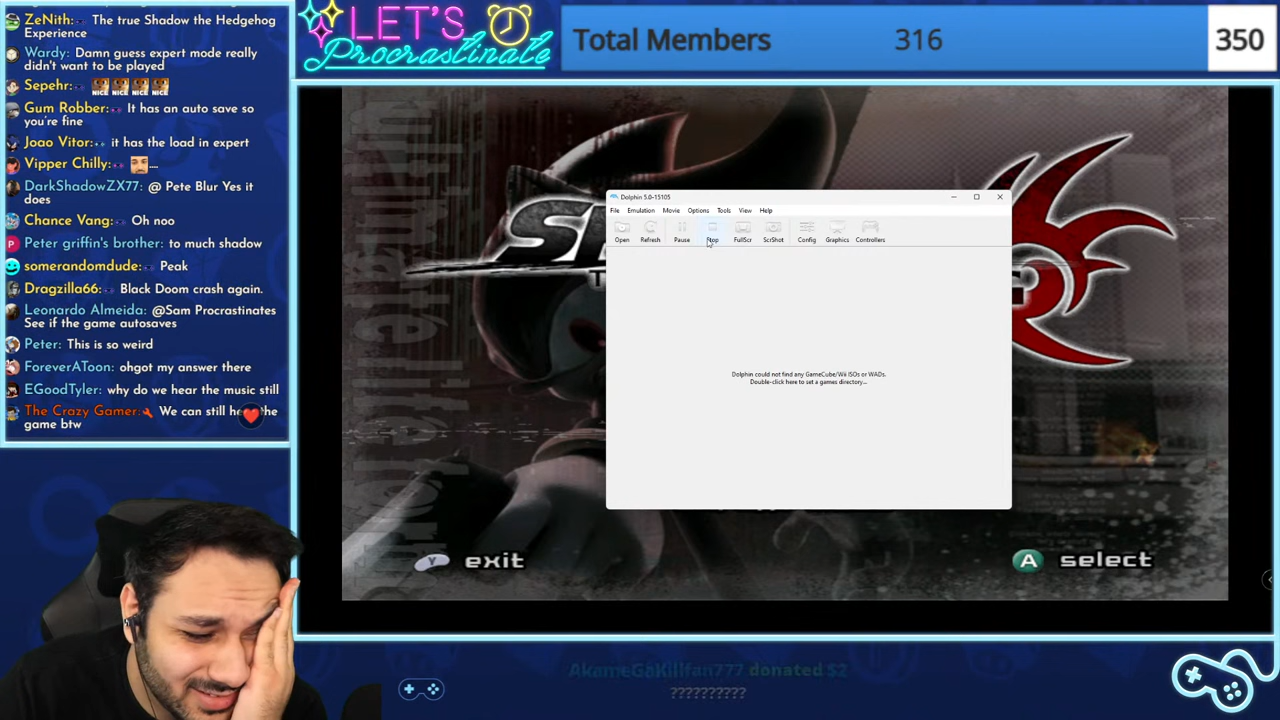 ZeNith: The true Shadow the Hedgehog
Experience
Wardy: Damn guess expert mode really
didn't want to be played
Sepehr: NICE NICE NICE NICE
Gum Robber: It has an auto save so
you're fine
Joao Vitor: it has the load in expert
Vipper Chilly: ....
DarkShadowZX77: @ Pete Blur Yes it
does
Chance Vang: Oh noo
Peter griffin's brother: to much shadow
somerandomdude: Peak
Dragzilla66: Black Doom crash again.
Leonardo Almeida: @Sam Procrastinates
See if the game autosaves
Peter: This is so weird
ForeverAToon: ohgot my answer there
EGoodTyler: why do we hear the music still
The Crazy Gamer: We can still the
game btw
LET'S
Procrastinate
Total Members 316 350
Dolphin 5.0-15105
File Emulation Movie Options Tools View Help
Open Refresh Pause Stop FullScr ScrShot Config Graphics Controllers
Dolphin could not find any GameCube/Wii ISOs or WADs.
Double-click here to set a games directory...
Y exit
A select
AkameGaKillfan777 donated $2
??????????